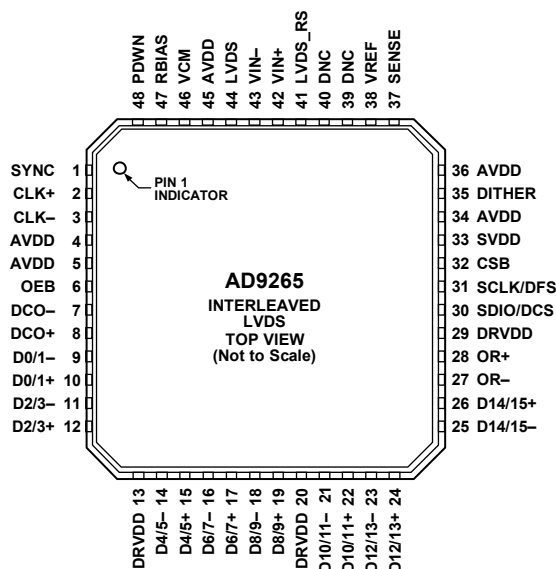 48 PDWN
47 RBIAS
46 VCM
45 AVDD
44 LVDS
43 VIN–
42 VIN+
41 LVDS_RS
40 DNC
39 DNC
38 VREF
37 SENSE
SYNC 1
CLK+ 2
CLK– 3
AVDD 4
AVDD 5
OEB 6
DCO– 7
DCO+ 8
D0/1– 9
D0/1+ 10
D2/3– 11
D2/3+ 12
PIN 1
INDICATOR
AD9265
INTERLEAVED
LVDS
TOP VIEW
(Not to Scale)
36 AVDD
35 DITHER
34 AVDD
33 SVDD
32 CSB
31 SCLK/DFS
30 SDIO/DCS
29 DRVDD
28 OR+
27 OR–
26 D14/15+
25 D14/15–
DRVDD 13
D4/5– 14
D4/5+ 15
D6/7– 16
D6/7+ 17
D8/9– 18
D8/9+ 19
DRVDD 20
D10/11– 21
D10/11+ 22
D12/13– 23
D12/13+ 24